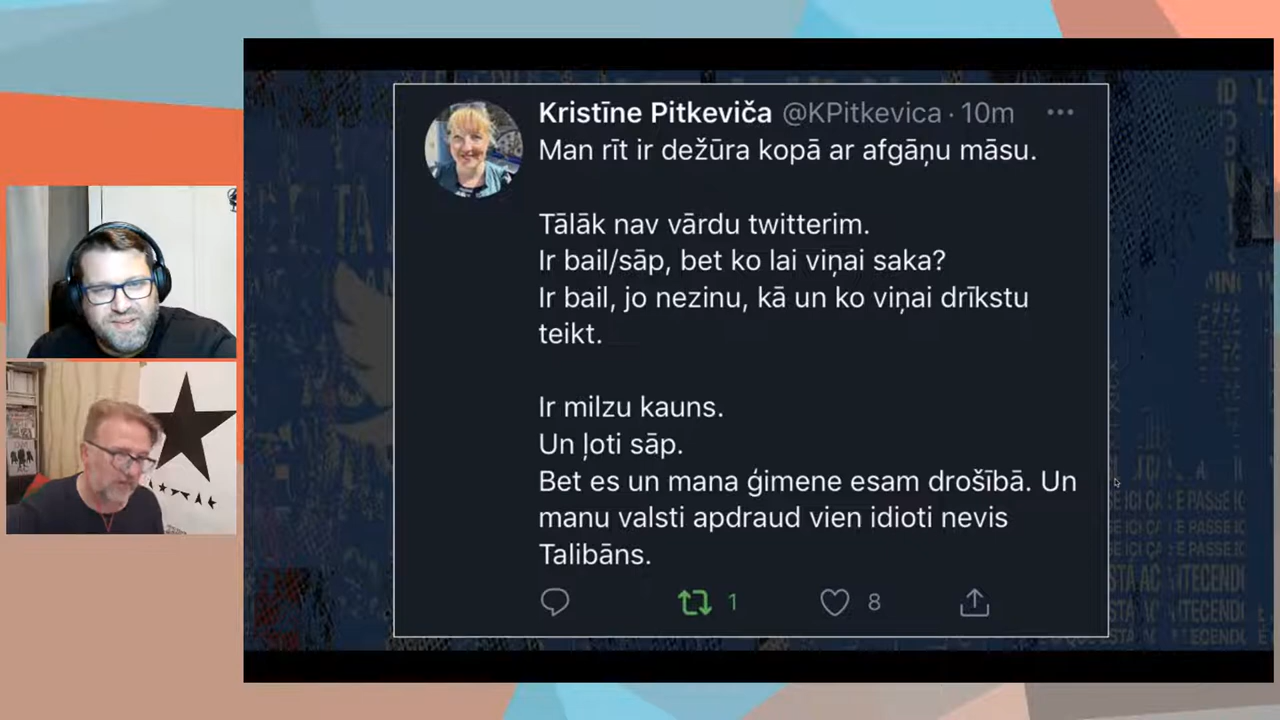 Kristīne Pitkeviča @KPitkevica · 10m
Man rīt ir dežūra kopā ar afgāņu māsu.
Tālāk nav vārdu twitterim.
Ir bail/sāp, bet ko lai viņai saka?
Ir bail, jo nezinu, kā un ko viņai drīkstu
teikt.
Ir milzu kauns.
Un ļoti sāp.
Bet es un mana ģimene esam drošībā. Un
manu valsti apdraud vien idioti nevis
Talibāns.
1 8